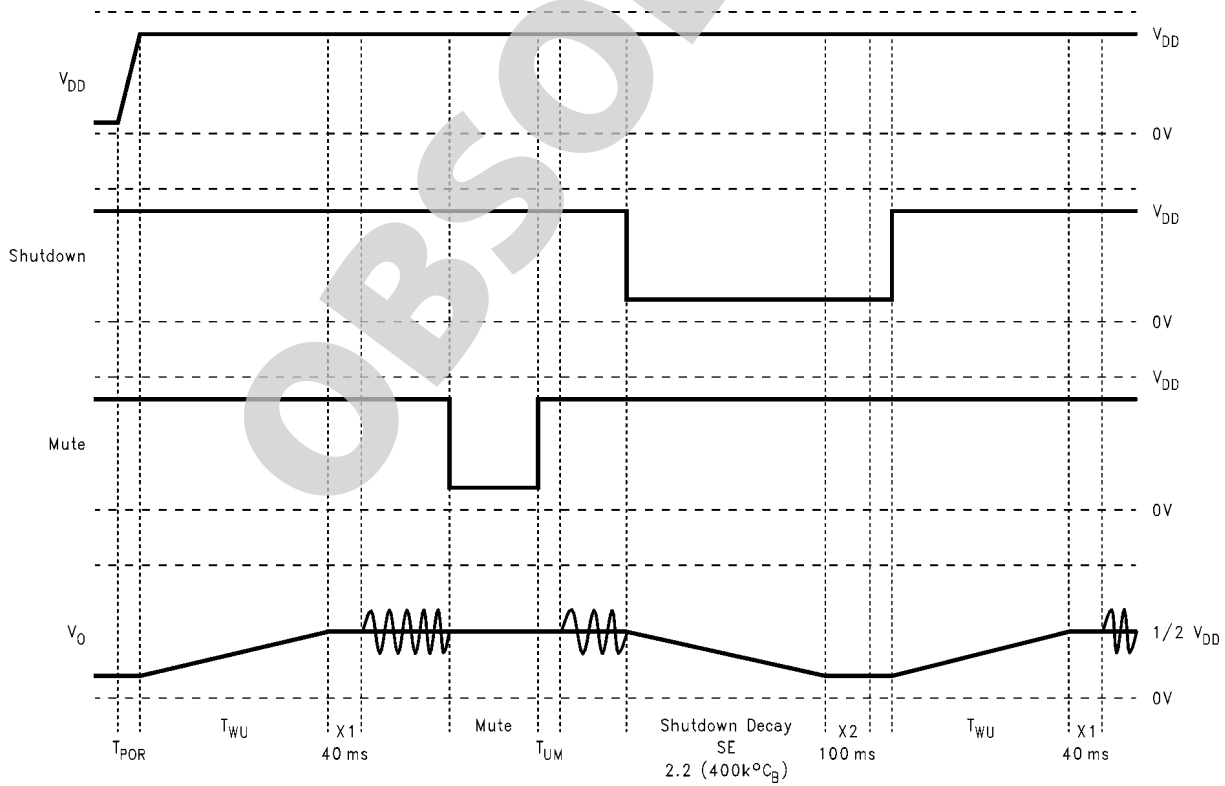 OBSOLE
V_DD
V_DD
0V
Shutdown
V_DD
0V
Mute
V_DD
0V
V_O
1/2 V_DD
0V
T_POR
T_WU
X1
40 ms
Mute
T_UM
Shutdown Decay
SE
2.2 (400k°C_B)
X2
100 ms
T_WU
X1
40 ms